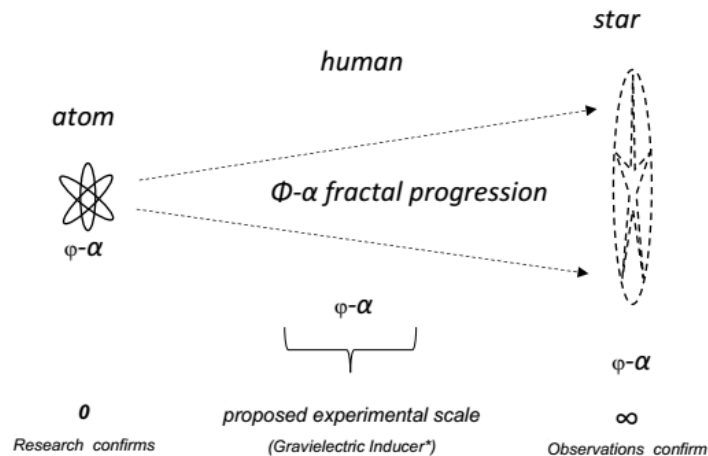 star
human
atom
Φ-α fractal progression
φ-α
φ-α
φ-α
0
proposed experimental scale
∞
Research confirms
(Gravielectric Inducer*)
Observations confirm